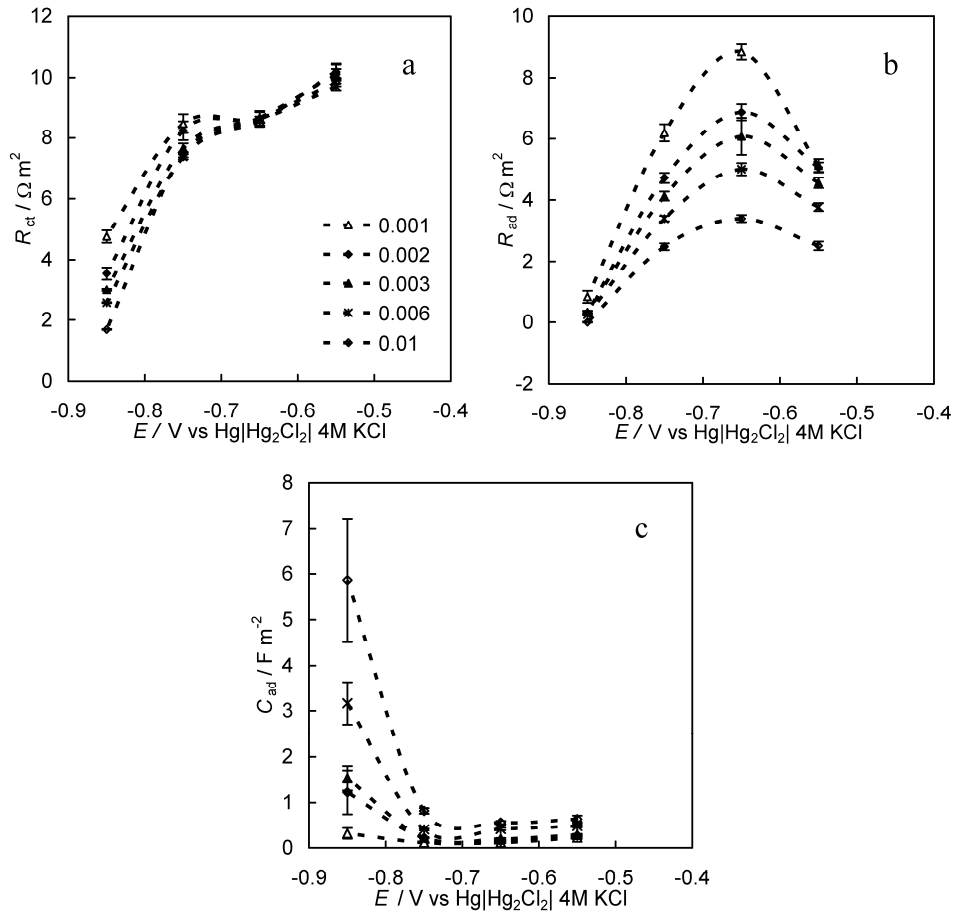 12
10
8
6
4
2
0
-0.9 -0.8 -0.7 -0.6 -0.5 -0.4
R ct / Ω m²
E / V vs Hg|Hg₂Cl₂| 4M KCl
a
0.001
0.002
0.003
0.006
0.01
10
8
6
4
2
0
-2
-0.9 -0.8 -0.7 -0.6 -0.5 -0.4
R ad / Ω m²
E / V vs Hg|Hg₂Cl₂| 4M KCl
b
8
7
6
5
4
3
2
1
0
-0.9 -0.8 -0.7 -0.6 -0.5 -0.4
C ad / F m⁻²
E / V vs Hg|Hg₂Cl₂| 4M KCl
c